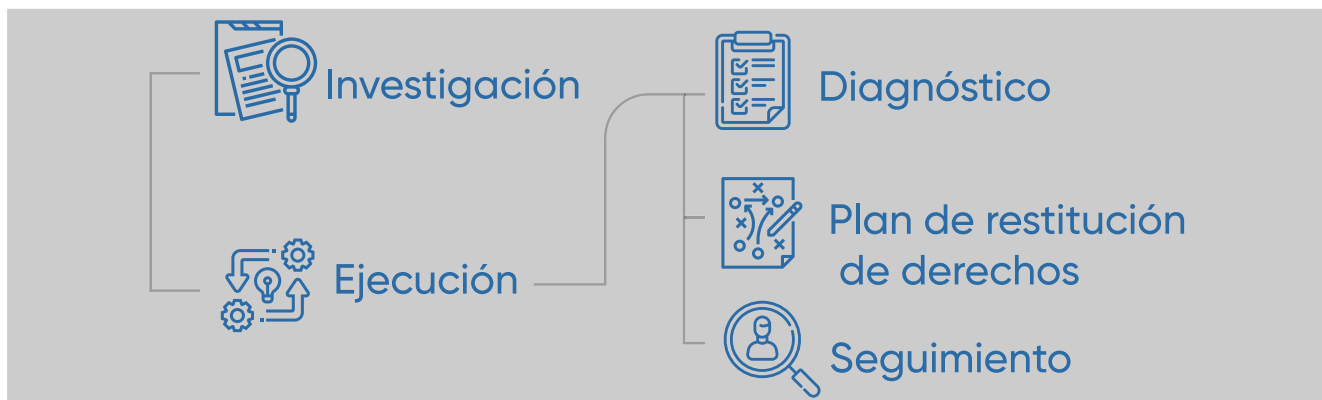 Investigación
Ejecución
Diagnóstico
Plan de restitución
de derechos
Seguimiento